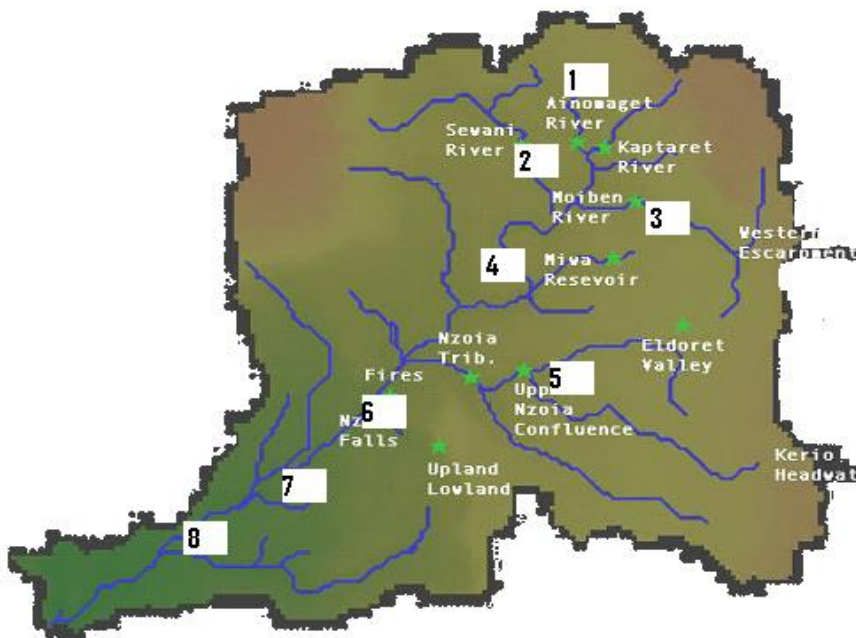 1
Ainomaget
River
Sewani
River
2
Kaptaret
River
Moiben
River
3
Western
Escarpment
4
Miwa
Resevoir
Nzoia
Trib.
Eldoret
Valley
Fires
5
Upp
Nzoia
Confluence
6
Nz
Falls
Upland
Lowland
Kerio
Headwat
7
8